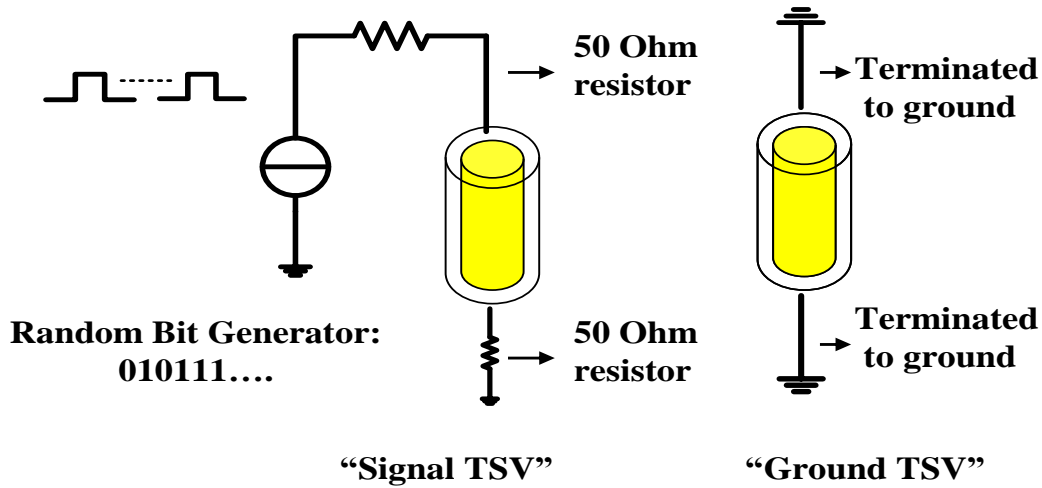 50 Ohm
resistor
Terminated
to ground
Random Bit Generator:
010111….
50 Ohm
resistor
Terminated
to ground
“Signal TSV”
“Ground TSV”